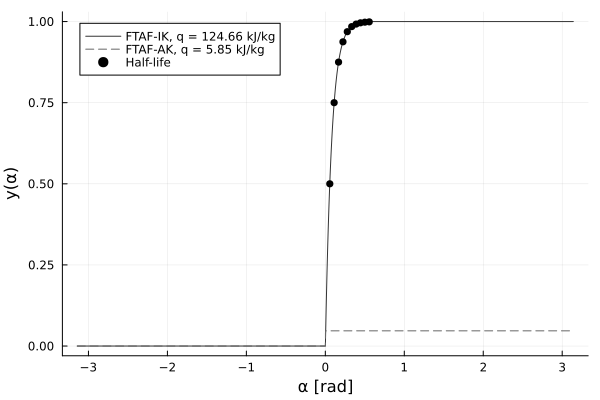 1.00
0.75
0.50
0.25
0.00
y(α)
FTAF-IK, q = 124.66 kJ/kg
FTAF-AK, q = 5.85 kJ/kg
Half-life
−3
−2
−1
0
1
2
3
α [rad]